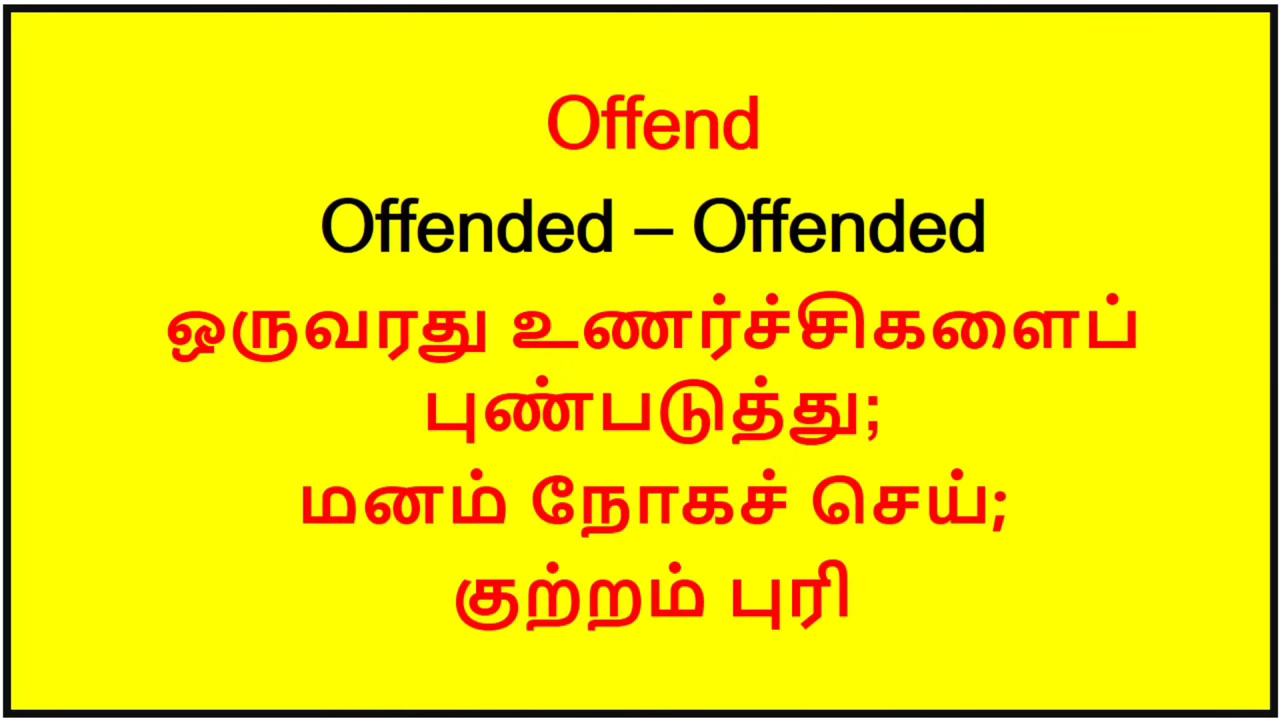 Offend
Offended – Offended
ஒருவரது உணர்ச்சிகளைப்
புண்படுத்து;
மனம் நோகச் செய்;
குற்றம் புரி